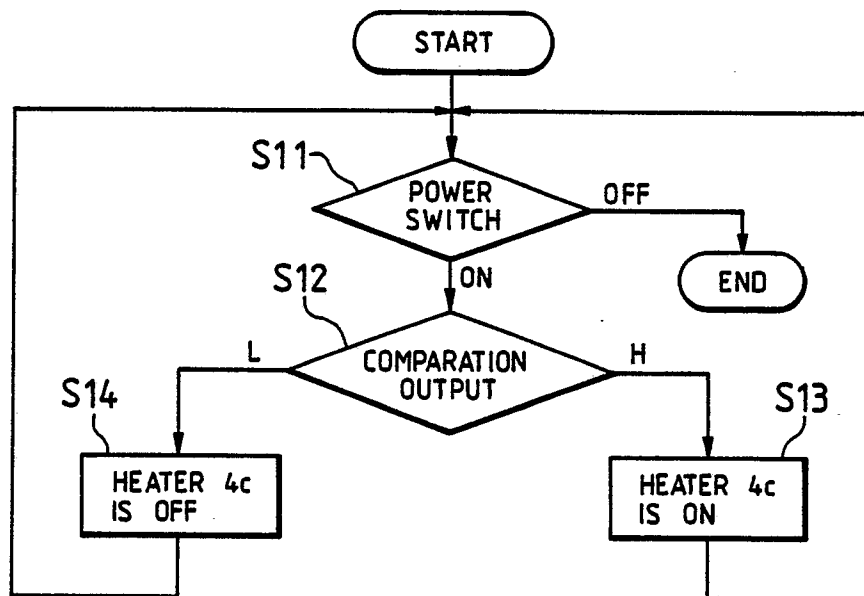 START
S11
POWER
SWITCH
OFF
END
ON
S12
COMPARATION
OUTPUT
L
H
S14
HEATER 4c
IS OFF
S13
HEATER 4c
IS ON